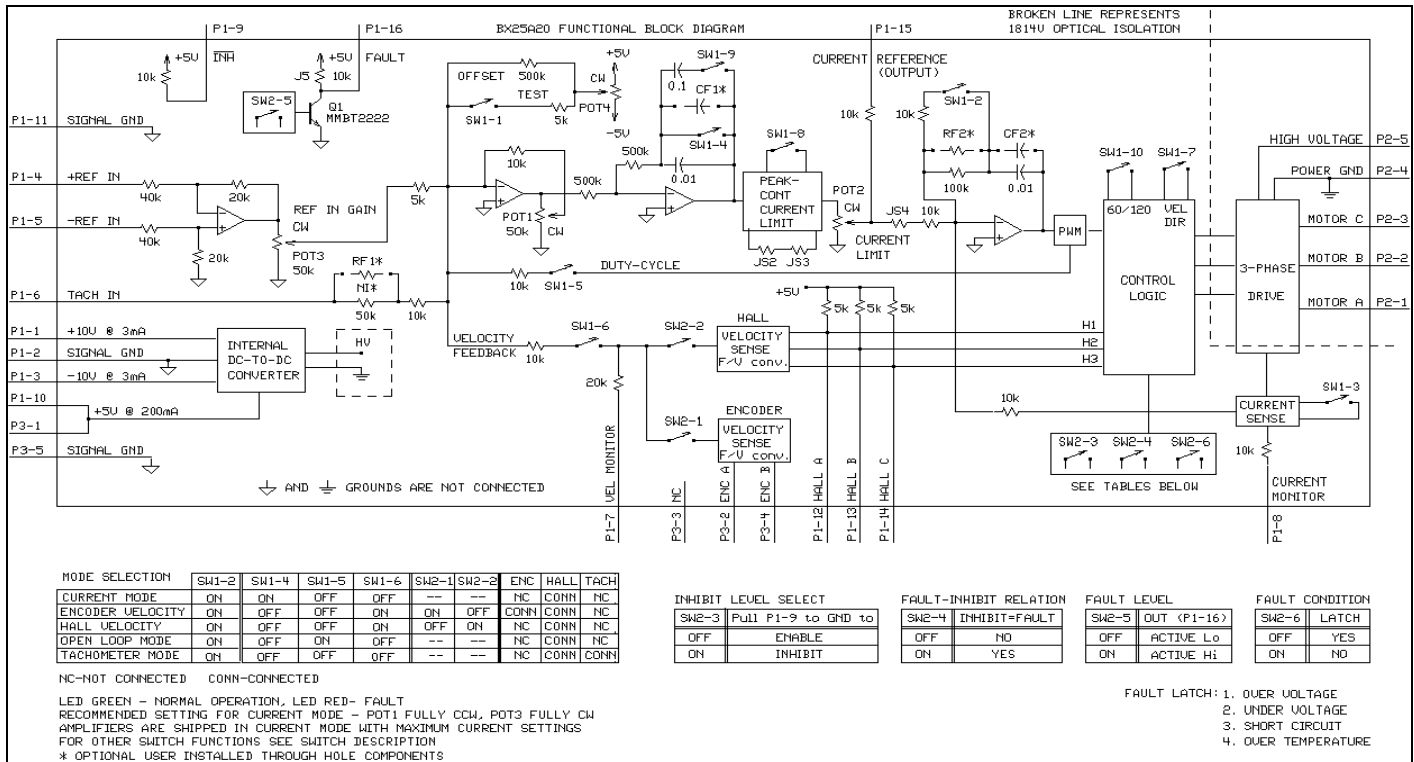 BX25A20 FUNCTIONAL BLOCK DIAGRAM
BROKEN LINE REPRESENTS
1814V OPTICAL ISOLATION
P1-9
INH
+5V
10k
P1-16
FAULT
+5V
J5
10k
SW2-5
Q1
MMBT2222
P1-11 SIGNAL GND
P1-4 +REF IN
40k
20k
P1-5 -REF IN
40k
20k
REF IN GAIN
CW
POT3
50k
5k
P1-6 TACH IN
RF1*
NI*
50k
10k
P1-1 +10V @ 3mA
P1-2 SIGNAL GND
P1-3 -10V @ 3mA
P1-10
+5V @ 200mA
P3-1
P3-5 SIGNAL GND
INTERNAL
DC-TO-DC
CONVERTER
HV
AND GROUNDS ARE NOT CONNECTED
OFFSET
500k
TEST
SW1-1
5k
+5V
CW
POT4
-5V
10k
POT1
50k
CW
500k
500k
SW1-9
0.1
CF1*
SW1-4
0.01
SW1-8
PEAK-
CONT
CURRENT
LIMIT
JS2 JS3
POT2
CW
CURRENT
LIMIT
P1-15
CURRENT REFERENCE
(OUTPUT)
10k
JS4 10k
10k
SW1-2
RF2*
CF2*
100k
0.01
PWM
DUTY-CYCLE
10k
SW1-5
VELOCITY
FEEDBACK
10k
SW1-6
20k
SW2-2
HALL
VELOCITY
SENSE
F/V conv.
SW2-1
ENCODER
VELOCITY
SENSE
F/V conv.
+5V
5k 5k 5k
H1
H2
H3
SW1-10 SW1-7
60/120
VEL
DIR
CONTROL
LOGIC
3-PHASE
DRIVE
HIGH VOLTAGE P2-5
POWER GND P2-4
MOTOR C P2-3
MOTOR B P2-2
MOTOR A P2-1
10k
CURRENT
SENSE
SW1-3
10k
SW2-3 SW2-4 SW2-6
SEE TABLES BELOW
CURRENT
MONITOR
P1-8
P1-7 VEL MONITOR
P3-3 NC
P3-2 ENC A
P3-4 ENC B
P1-12 HALL A
P1-13 HALL B
P1-14 HALL C
MODE SELECTION SW1-2 SW1-4 SW1-5 SW1-6 SW2-1 SW2-2 ENC HALL TACH
CURRENT MODE ON ON OFF OFF -- -- NC CONN NC
ENCODER VELOCITY ON OFF OFF ON ON OFF CONN CONN NC
HALL VELOCITY ON OFF OFF ON OFF ON NC CONN NC
OPEN LOOP MODE ON OFF ON OFF -- -- NC CONN NC
TACHOMETER MODE ON OFF OFF OFF -- -- NC CONN CONN
NC-NOT CONNECTED CONN-CONNECTED
INHIBIT LEVEL SELECT
SW2-3 Pull P1-9 to GND to
OFF ENABLE
ON INHIBIT
FAULT-INHIBIT RELATION
SW2-4 INHIBIT=FAULT
OFF NO
ON YES
FAULT LEVEL
SW2-5 OUT (P1-16)
OFF ACTIVE Lo
ON ACTIVE Hi
FAULT CONDITION
SW2-6 LATCH
OFF YES
ON NO
LED GREEN - NORMAL OPERATION, LED RED- FAULT
RECOMMENDED SETTING FOR CURRENT MODE - POT1 FULLY CCW, POT3 FULLY CW
AMPLIFIERS ARE SHIPPED IN CURRENT MODE WITH MAXIMUM CURRENT SETTINGS
FOR OTHER SWITCH FUNCTIONS SEE SWITCH DESCRIPTION
* OPTIONAL USER INSTALLED THROUGH HOLE COMPONENTS
FAULT LATCH: 1. OVER VOLTAGE
2. UNDER VOLTAGE
3. SHORT CIRCUIT
4. OVER TEMPERATURE